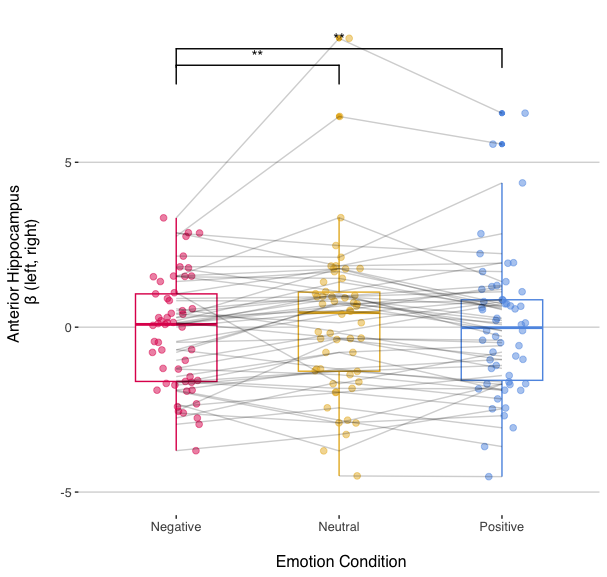 **
**
Anterior Hippocampus
β (left, right)
5
0
-5
Negative Neutral Positive
Emotion Condition